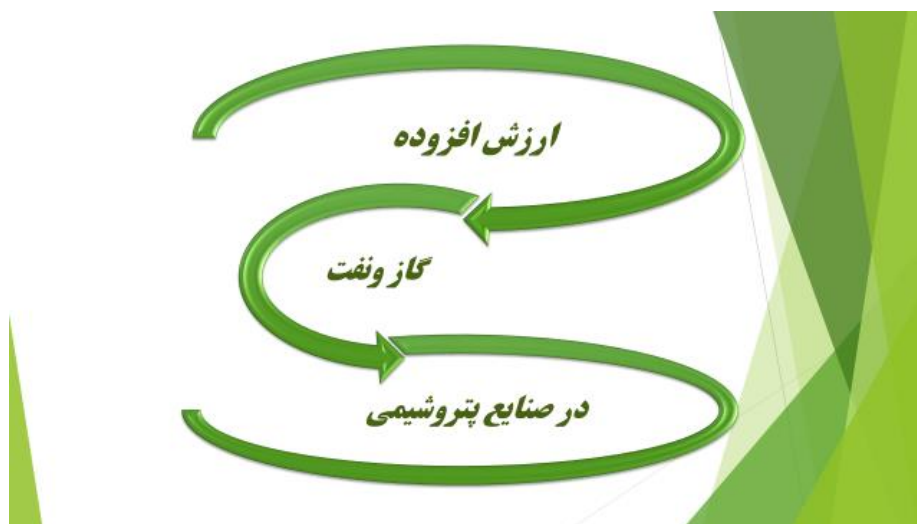 ارزش افزوده
گاز ونفت
در صنایع پتروشیمی